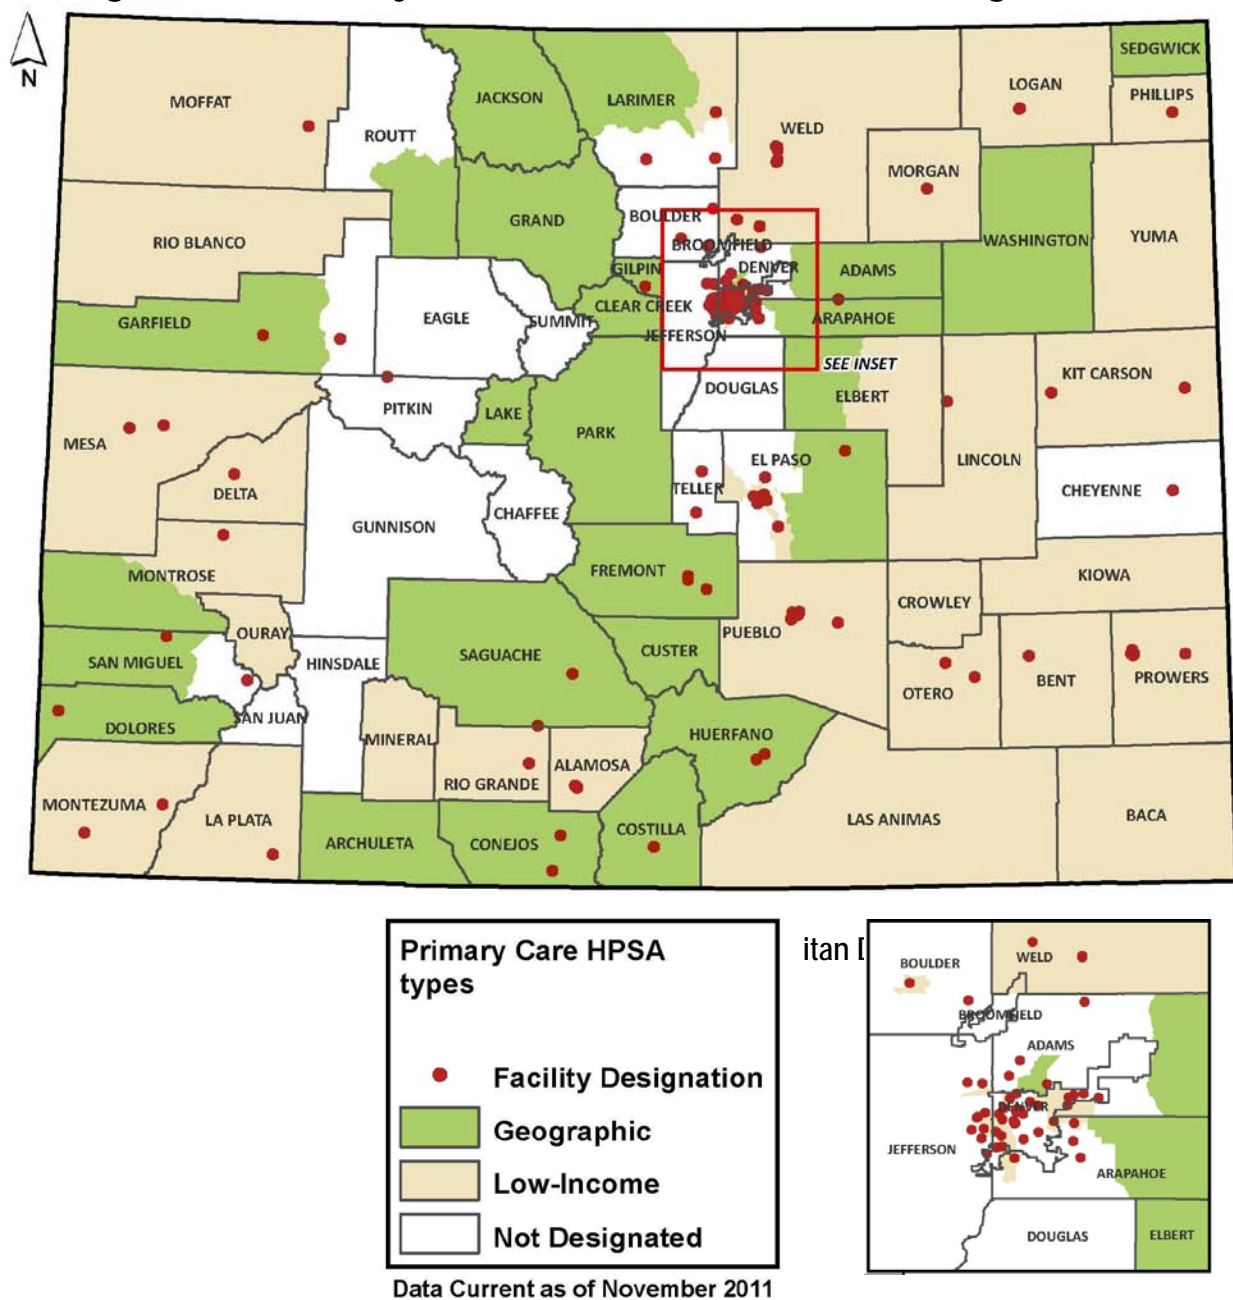 N
SEDGWICK
LOGAN
PHILLIPS
MOFFAT
JACKSON
LARIMER
WELD
ROUTT
MORGAN
RIO BLANCO
GRAND
BOULDER
BROOMFIELD
WASHINGTON
YUMA
GILPIN
DENVER
ADAMS
CLEAR CREEK
GARFIELD
EAGLE
SUMMIT
JEFFERSON
ARAPAHOE
SEE INSET
KIT CARSON
PITKIN
LAKE
DOUGLAS
ELBERT
MESA
PARK
DELTA
EL PASO
LINCOLN
TELLER
CHEYENNE
GUNNISON
CHAFFEE
MONTROSE
FREMONT
KIOWA
CROWLEY
OURAY
PUEBLO
SAN MIGUEL
HINSDALE
SAGUACHE
CUSTER
OTERO
BENT
PROWERS
DOLORES
SAN JUAN
MINERAL
HUERFANO
ALAMOSA
RIO GRANDE
MONTEZUMA
LA PLATA
ARCHULETA
CONEJOS
COSTILLA
LAS ANIMAS
BACA
Primary Care HPSA
types
Facility Designation
Geographic
Low-Income
Not Designated
Data Current as of November 2011
itan
BOULDER
WELD
BROOMFIELD
ADAMS
DENVER
JEFFERSON
ARAPAHOE
DOUGLAS
ELBERT